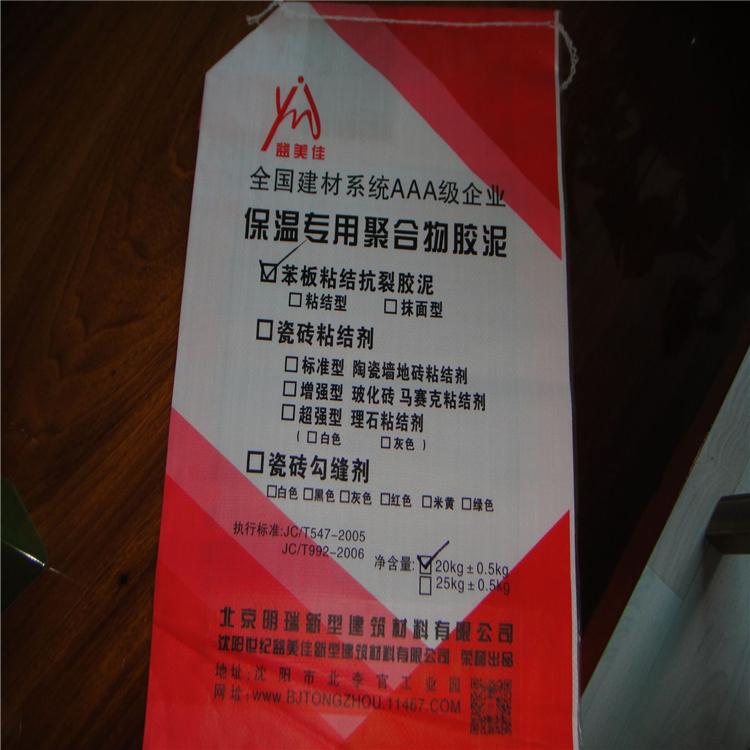 益美佳
全国建材系统AAA级企业
保温专用聚合物胶泥
☑苯板粘结抗裂胶泥
□粘结型 □抹面型
□瓷砖粘结剂
□标准型 陶瓷墙地砖粘结剂
□增强型 玻化砖 马赛克粘结剂
□超强型 理石粘结剂
(□白色 □灰色)
□瓷砖勾缝剂
□白色□黑色□灰色□红色□米黄□绿色
执行标准:JC/T547-2005
JC/T992-2006
净含量:☑20kg±0.5kg
□25kg±0.5kg
北京明瑞新型建筑材料有限公司
沈阳世纪益美佳新型建筑材料有限公司 荣誉出品
地址:沈阳市北李官工业园
网址:WWW.BJTONGZHOU.11467.COM